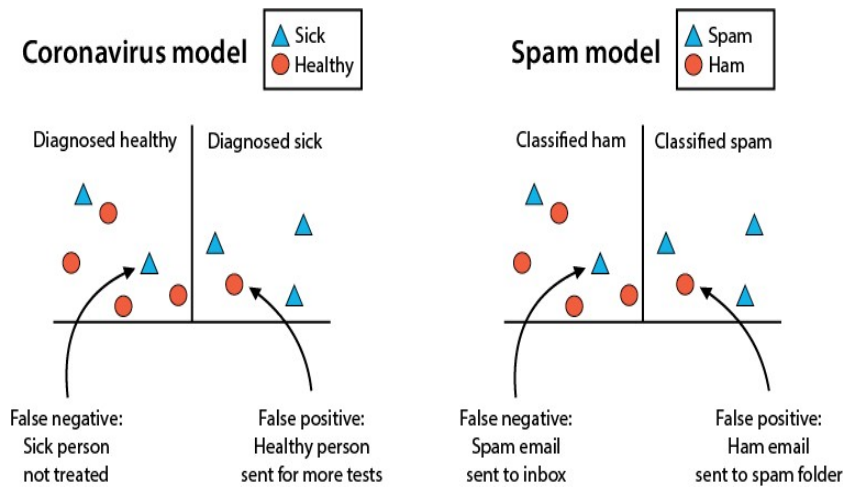 Coronavirus model
Sick
Healthy
Diagnosed healthy
Diagnosed sick
False negative:
Sick person
not treated
False positive:
Healthy person
sent for more tests
Spam model
Spam
Ham
Classified ham
Classified spam
False negative:
Spam email
sent to inbox
False positive:
Ham email
sent to spam folder